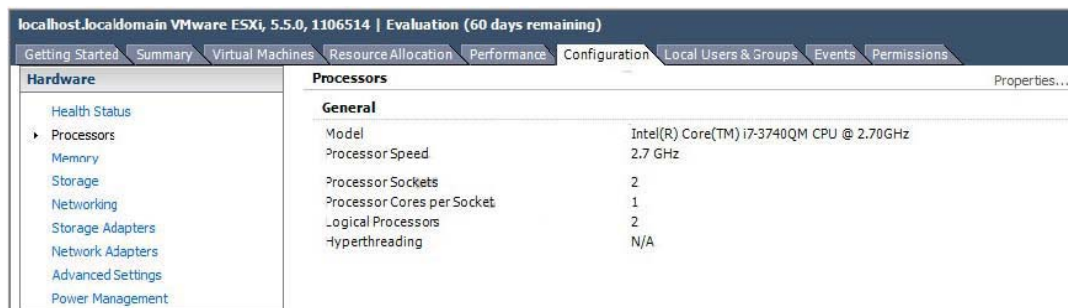 localhost.localdomain VMware ESXi, 5.5.0, 1106514 | Evaluation (60 days remaining)
Getting Started Summary Virtual Machines Resource Allocation Performance Configuration Local Users & Groups Events Permissions
Hardware
Health Status
Processors
Memory
Storage
Networking
Storage Adapters
Network Adapters
Advanced Settings
Power Management
Processors
Properties...
General
Model Intel(R) Core(TM) i7-3740QM CPU @ 2.70GHz
Processor Speed 2.7 GHz
Processor Sockets 2
Processor Cores per Socket 1
Logical Processors 2
Hyperthreading N/A